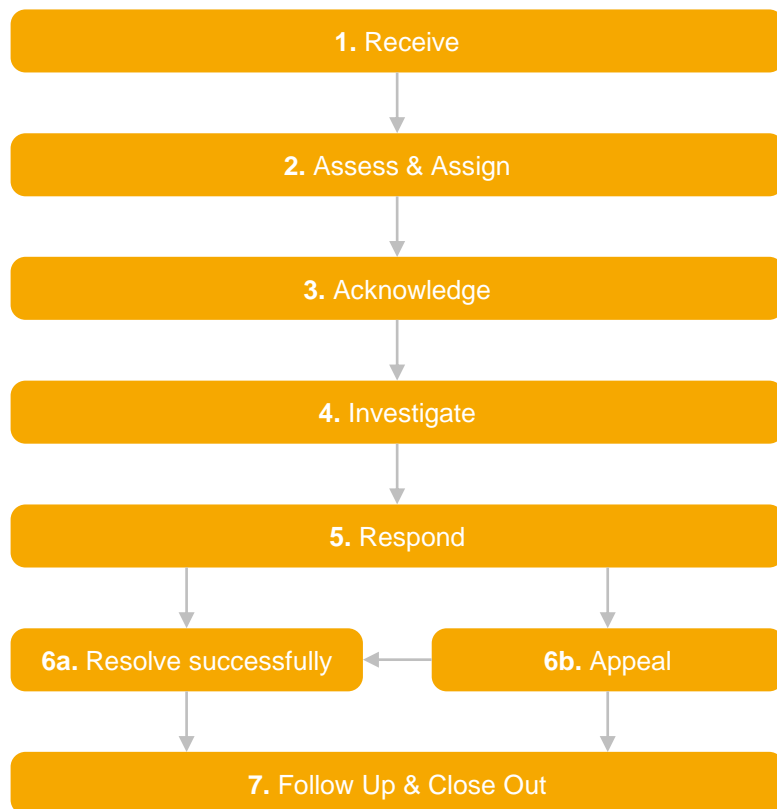 1. Receive
2. Assess & Assign
3. Acknowledge
4. Investigate
5. Respond
6a. Resolve successfully
6b. Appeal
7. Follow Up & Close Out